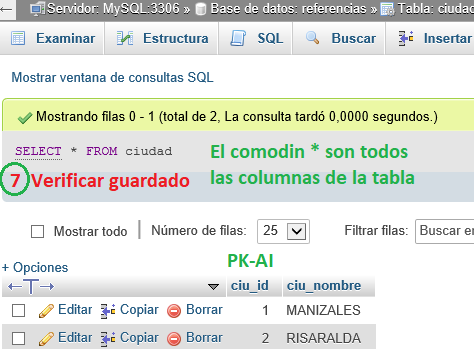 Servidor: MySQL:3306 » Base de datos: referencias » Tabla: ciudad
Examinar Estructura SQL Buscar Insertar
Mostrar ventana de consultas SQL
Mostrando filas 0 - 1 (total de 2, La consulta tardó 0,0000 segundos.)
SELECT * FROM ciudad
El comodin * son todos
las columnas de la tabla
7 Verificar guardado
Mostrar todo Número de filas: 25 Filtrar filas: Buscar en
PK-AI
+ Opciones
←T→ ciu_id ciu_nombre
Editar Copiar Borrar 1 MANIZALES
Editar Copiar Borrar 2 RISARALDA